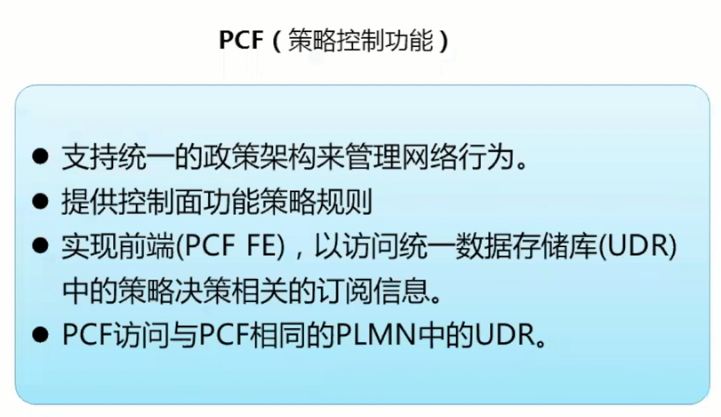 PCF（策略控制功能）
● 支持统一的政策架构来管理网络行为。
● 提供控制面功能策略规则
● 实现前端(PCF FE)，以访问统一数据存储库(UDR)
中的策略决策相关的订阅信息。
● PCF访问与PCF相同的PLMN中的UDR。